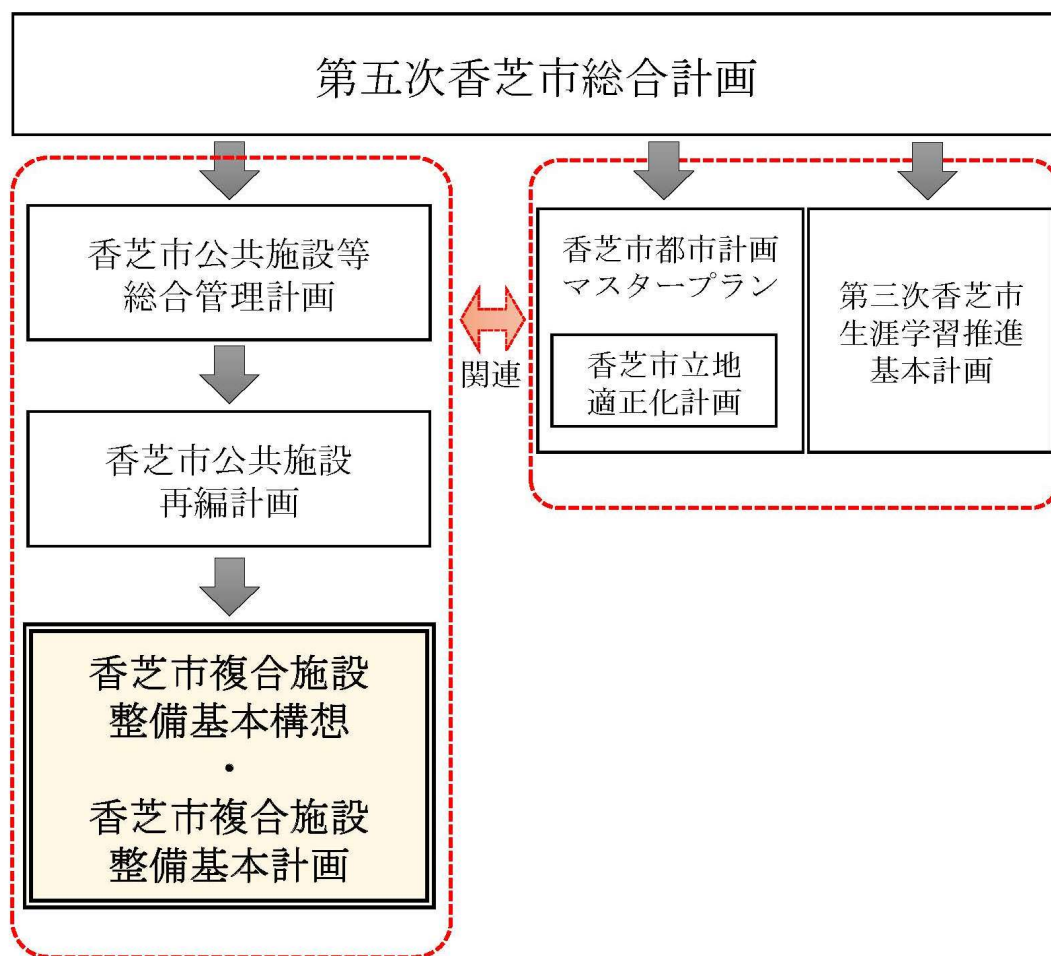 第五次香芝市総合計画
香芝市公共施設等
総合管理計画
香芝市公共施設
再編計画
香芝市複合施設
整備基本構想
・
香芝市複合施設
整備基本計画
関連
香芝市都市計画
マスタープラン
香芝市立地
適正化計画
第三次香芝市
生涯学習推進
基本計画